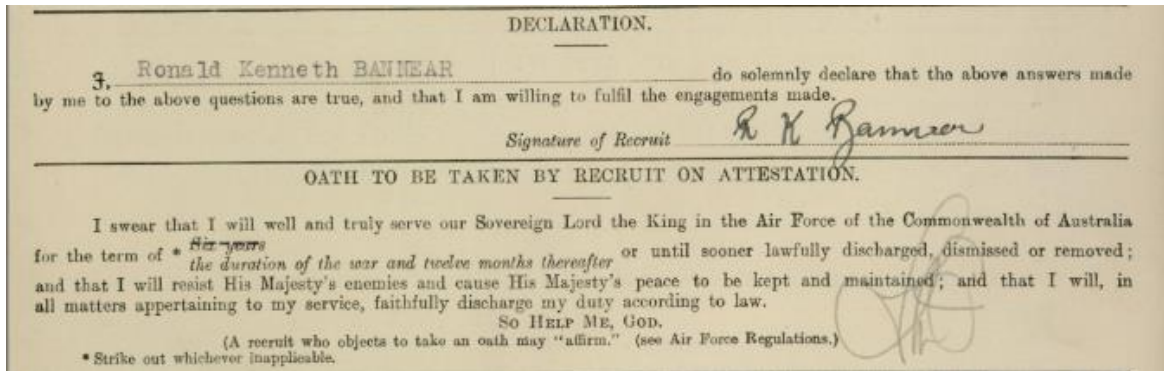 DECLARATION.
I, Ronald Kenneth BANNEAR do solemnly declare that the above answers made
by me to the above questions are true, and that I am willing to fulfil the engagements made.
Signature of Recruit R K Bannear
OATH TO BE TAKEN BY RECRUIT ON ATTESTATION.
I swear that I will well and truly serve our Sovereign Lord the King in the Air Force of the Commonwealth of Australia
for the term of * Six years
the duration of the war and twelve months thereafter or until sooner lawfully discharged, dismissed or removed;
and that I will resist His Majesty's enemies and cause His Majesty's peace to be kept and maintained; and that I will, in
all matters appertaining to my service, faithfully discharge my duty according to law.
SO HELP ME, GOD.
(A recruit who objects to take an oath may "affirm." (see Air Force Regulations.)
* Strike out whichever inapplicable.